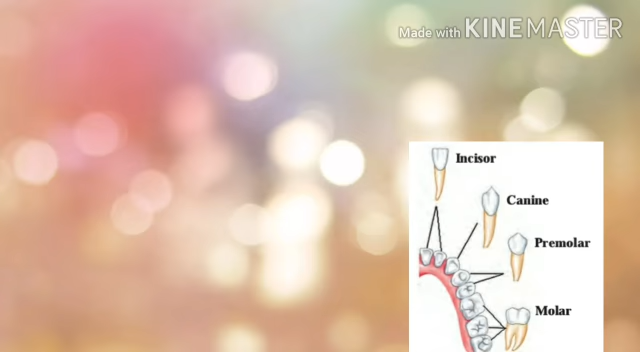 Made with KINEMASTER
Incisor
Canine
Premolar
Molar